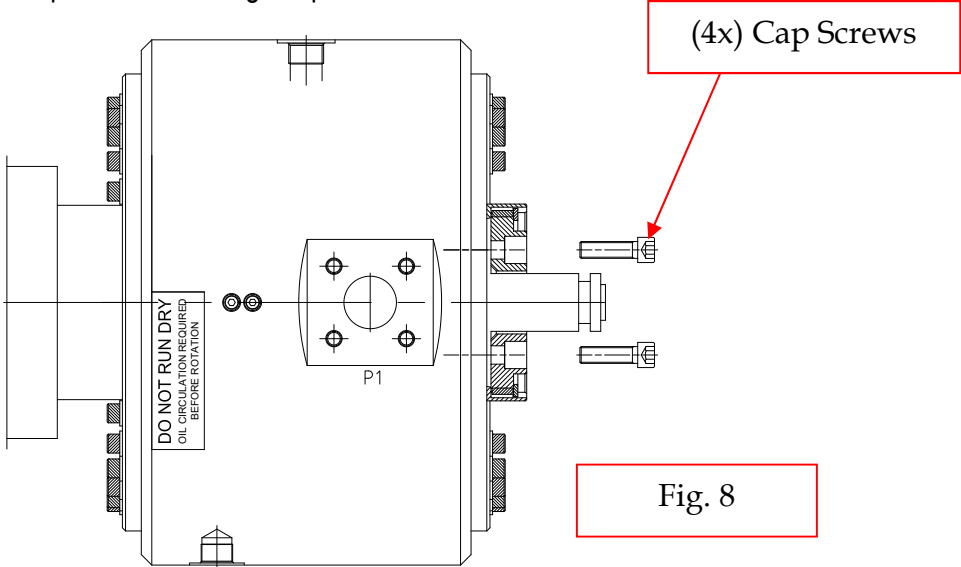 (4x) Cap Screws
DO NOT RUN DRY
OIL CIRCULATION REQUIRED
BEFORE ROTATION
P1
Fig. 8